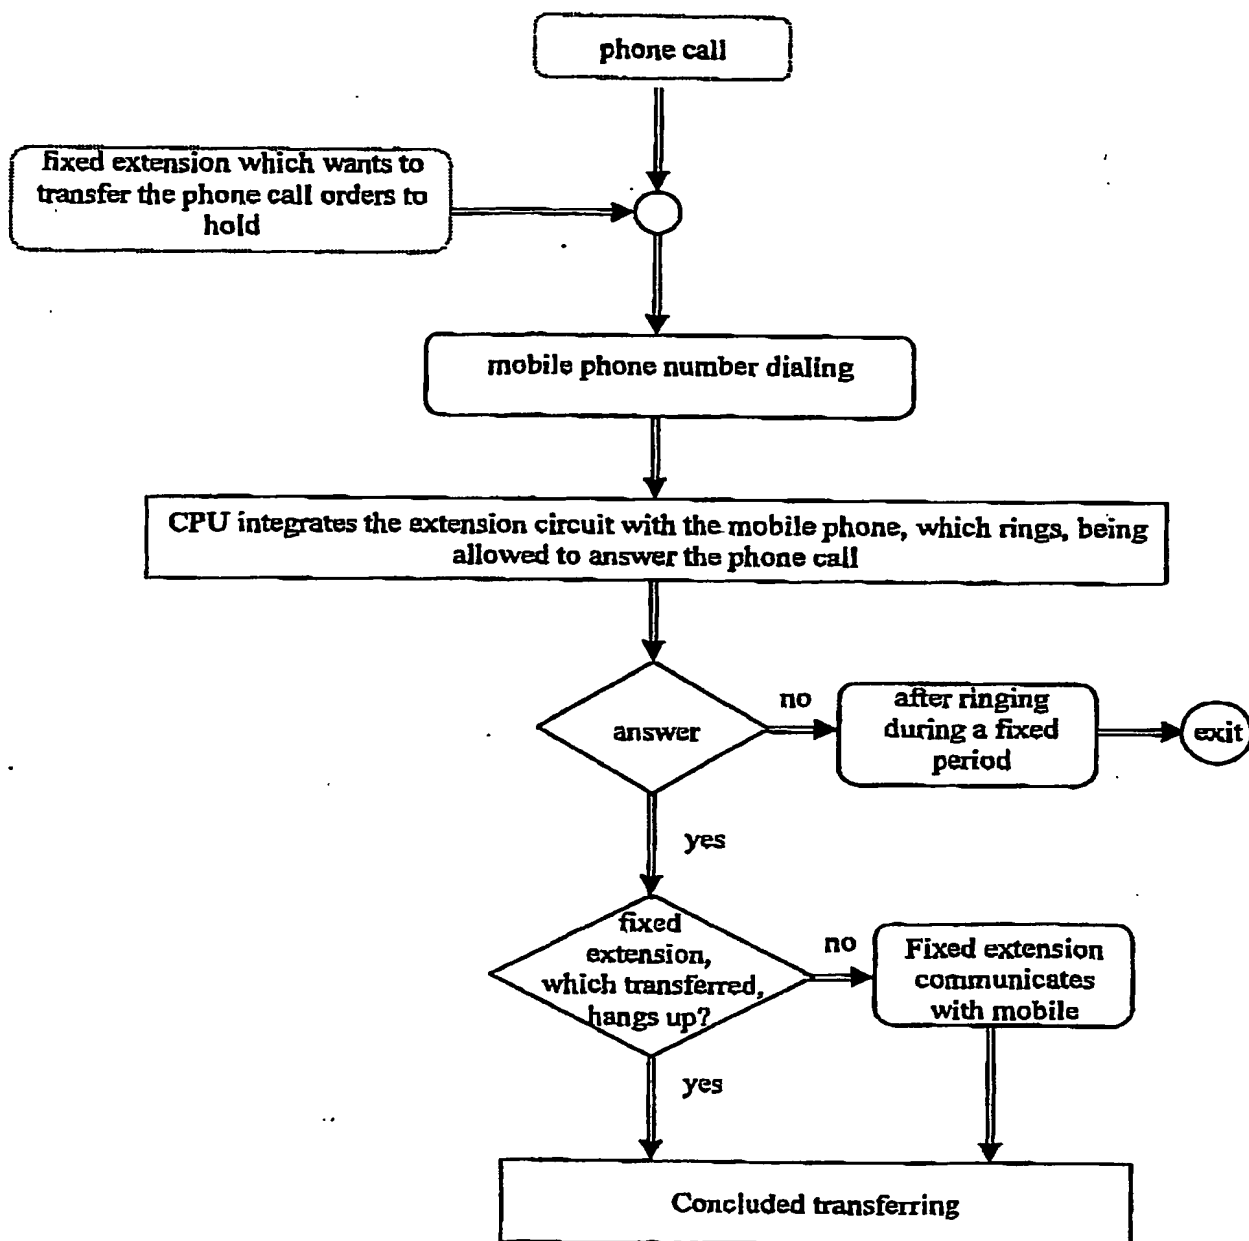 phone call
fixed extension which wants to
transfer the phone call orders to
hold
mobile phone number dialing
CPU integrates the extension circuit with the mobile phone, which rings, being
allowed to answer the phone call
answer
no
after ringing
during a fixed
period
exit
yes
fixed
extension,
which transferred,
hangs up?
no
Fixed extension
communicates
with mobile
yes
Concluded transferring